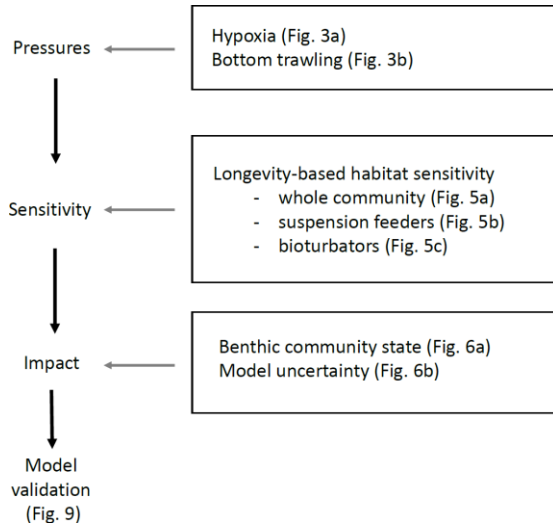 Pressures
Hypoxia (Fig. 3a)
Bottom trawling (Fig. 3b)
Sensitivity
Longevity-based habitat sensitivity
- whole community (Fig. 5a)
- suspension feeders (Fig. 5b)
- bioturbators (Fig. 5c)
Impact
Benthic community state (Fig. 6a)
Model uncertainty (Fig. 6b)
Model
validation
(Fig. 9)